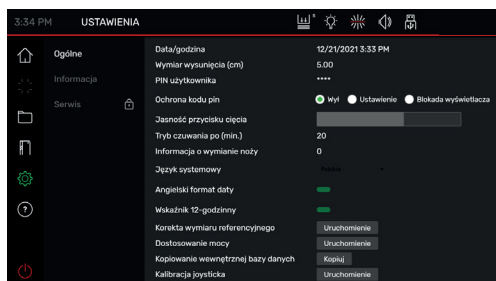 3:34 PM USTAWIENIA
Ogólne
Informacja
Serwis
Data/godzina 12/21/2021 3:33 PM
Wymiar wysunięcia (cm) 5.00
PIN użytkownika ****
Ochrona kodu pin Wył Ustawienie Blokada wyświetlacza
Jasność przycisku cięcia
Tryb czuwania po (min.) 20
Informacja o wymianie noży 0
Język systemowy Polskie
Angielski format daty
Wskaźnik 12-godzinny
Korekta wymiaru referencyjnego Uruchomienie
Dostosowanie mocy Uruchomienie
Kopiowanie wewnętrznej bazy danych Kopiuj
Kalibracja joysticka Uruchomienie